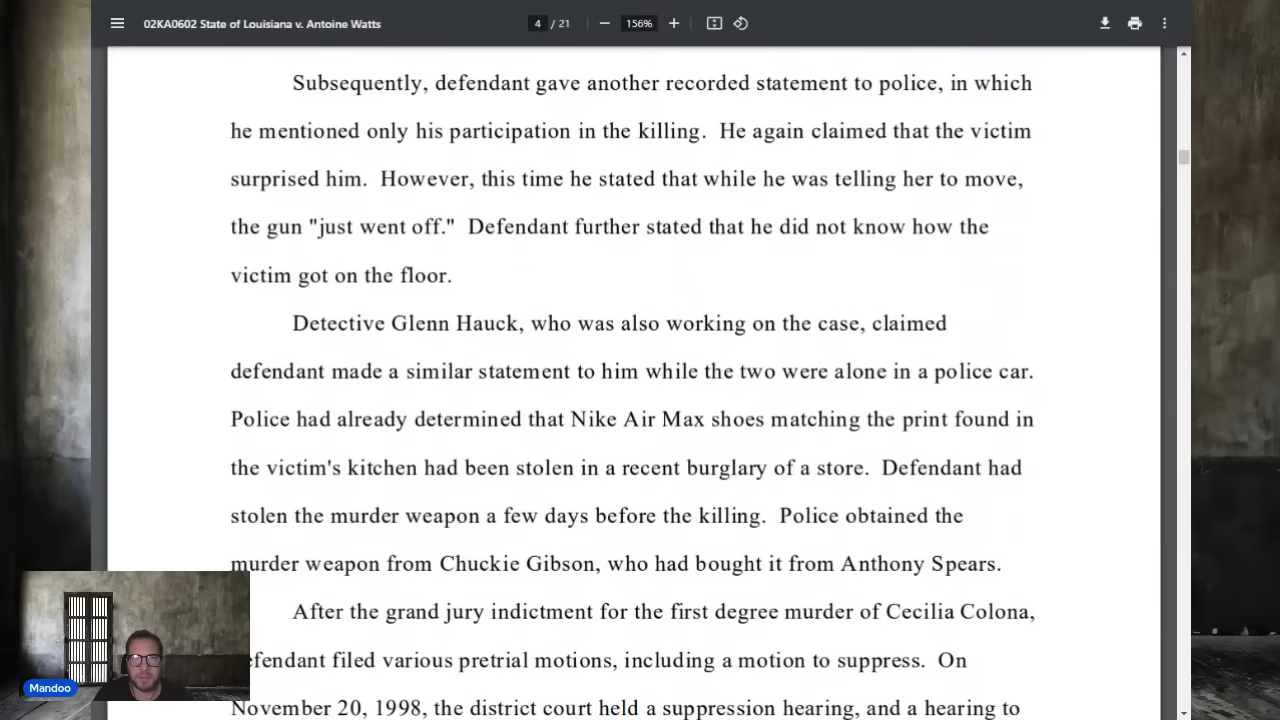 02KA0602 State of Louisiana v. Antoine Watts
4 / 21
156%
Subsequently, defendant gave another recorded statement to police, in which
he mentioned only his participation in the killing.  He again claimed that the victim
surprised him.  However, this time he stated that while he was telling her to move,
the gun "just went off."  Defendant further stated that he did not know how the
victim got on the floor.
Detective Glenn Hauck, who was also working on the case, claimed
defendant made a similar statement to him while the two were alone in a police car.
Police had already determined that Nike Air Max shoes matching the print found in
the victim's kitchen had been stolen in a recent burglary of a store.  Defendant had
stolen the murder weapon a few days before the killing.  Police obtained the
murder weapon from Chuckie Gibson, who had bought it from Anthony Spears.
After the grand jury indictment for the first degree murder of Cecilia Colona,
efendant filed various pretrial motions, including a motion to suppress.  On
November 20, 1998, the district court held a suppression hearing, and a hearing to
Mandoo